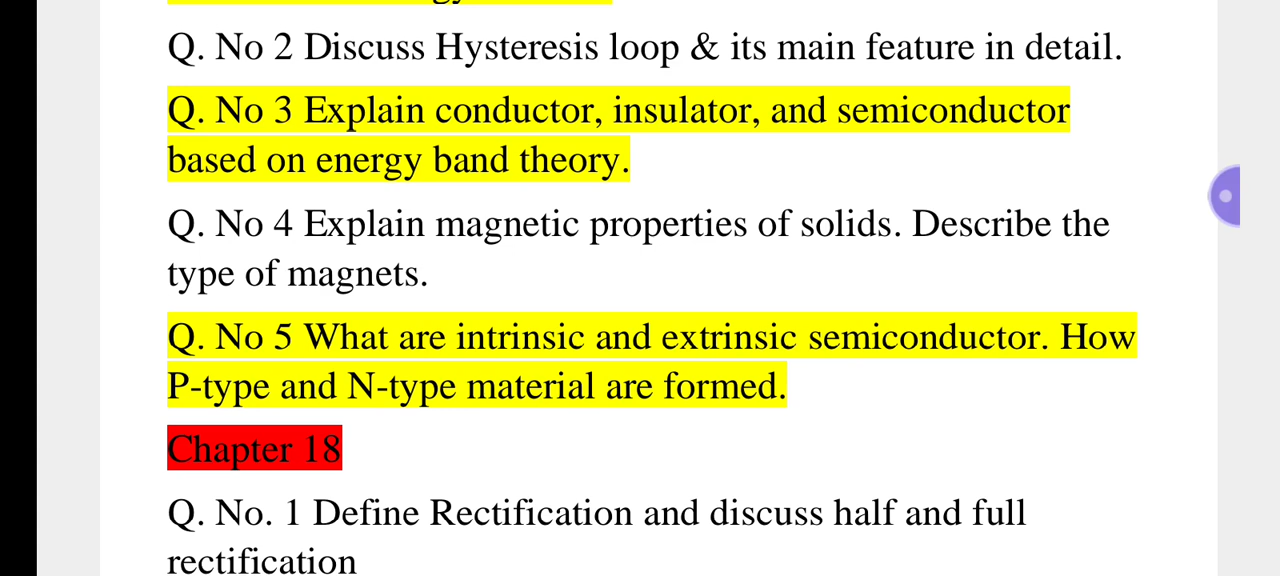 Q. No 2 Discuss Hysteresis loop & its main feature in detail.
Q. No 3 Explain conductor, insulator, and semiconductor
based on energy band theory.
Q. No 4 Explain magnetic properties of solids. Describe the
type of magnets.
Q. No 5 What are intrinsic and extrinsic semiconductor. How
P-type and N-type material are formed.
Chapter 18
Q. No. 1 Define Rectification and discuss half and full
rectification